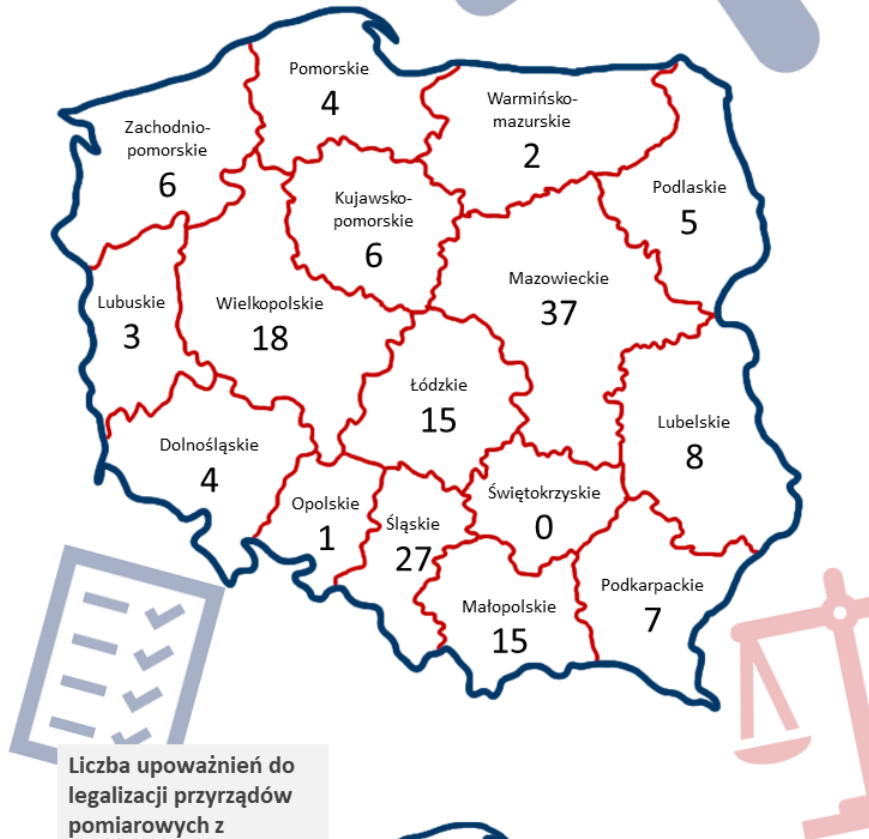 Pomorskie
4
Warmińsko-
mazurskie
2
Zachodnio-
pomorskie
6
Podlaskie
5
Kujawsko-
pomorskie
6
Mazowieckie
37
Lubuskie
3
Wielkopolskie
18
Łódzkie
15
Lubelskie
8
Dolnośląskie
4
Opolskie
1
Śląskie
27
Świętokrzyskie
0
Małopolskie
15
Podkarpackie
7
Liczba upoważnień do
legalizacji przyrządów
pomiarowych z